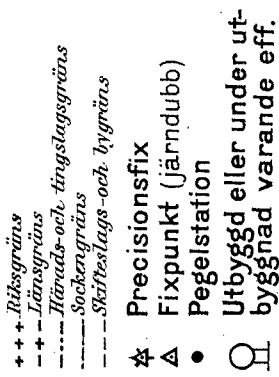 Riksgräns
Länsgräns
Härads-och tingslagsgräns
Sockengräns
Skifteslags-och bygräns
Precisionsfix
Fixpunkt (järndubb)
Pegelstation
Utbyggd eller under ut-
byggnad varande eff.